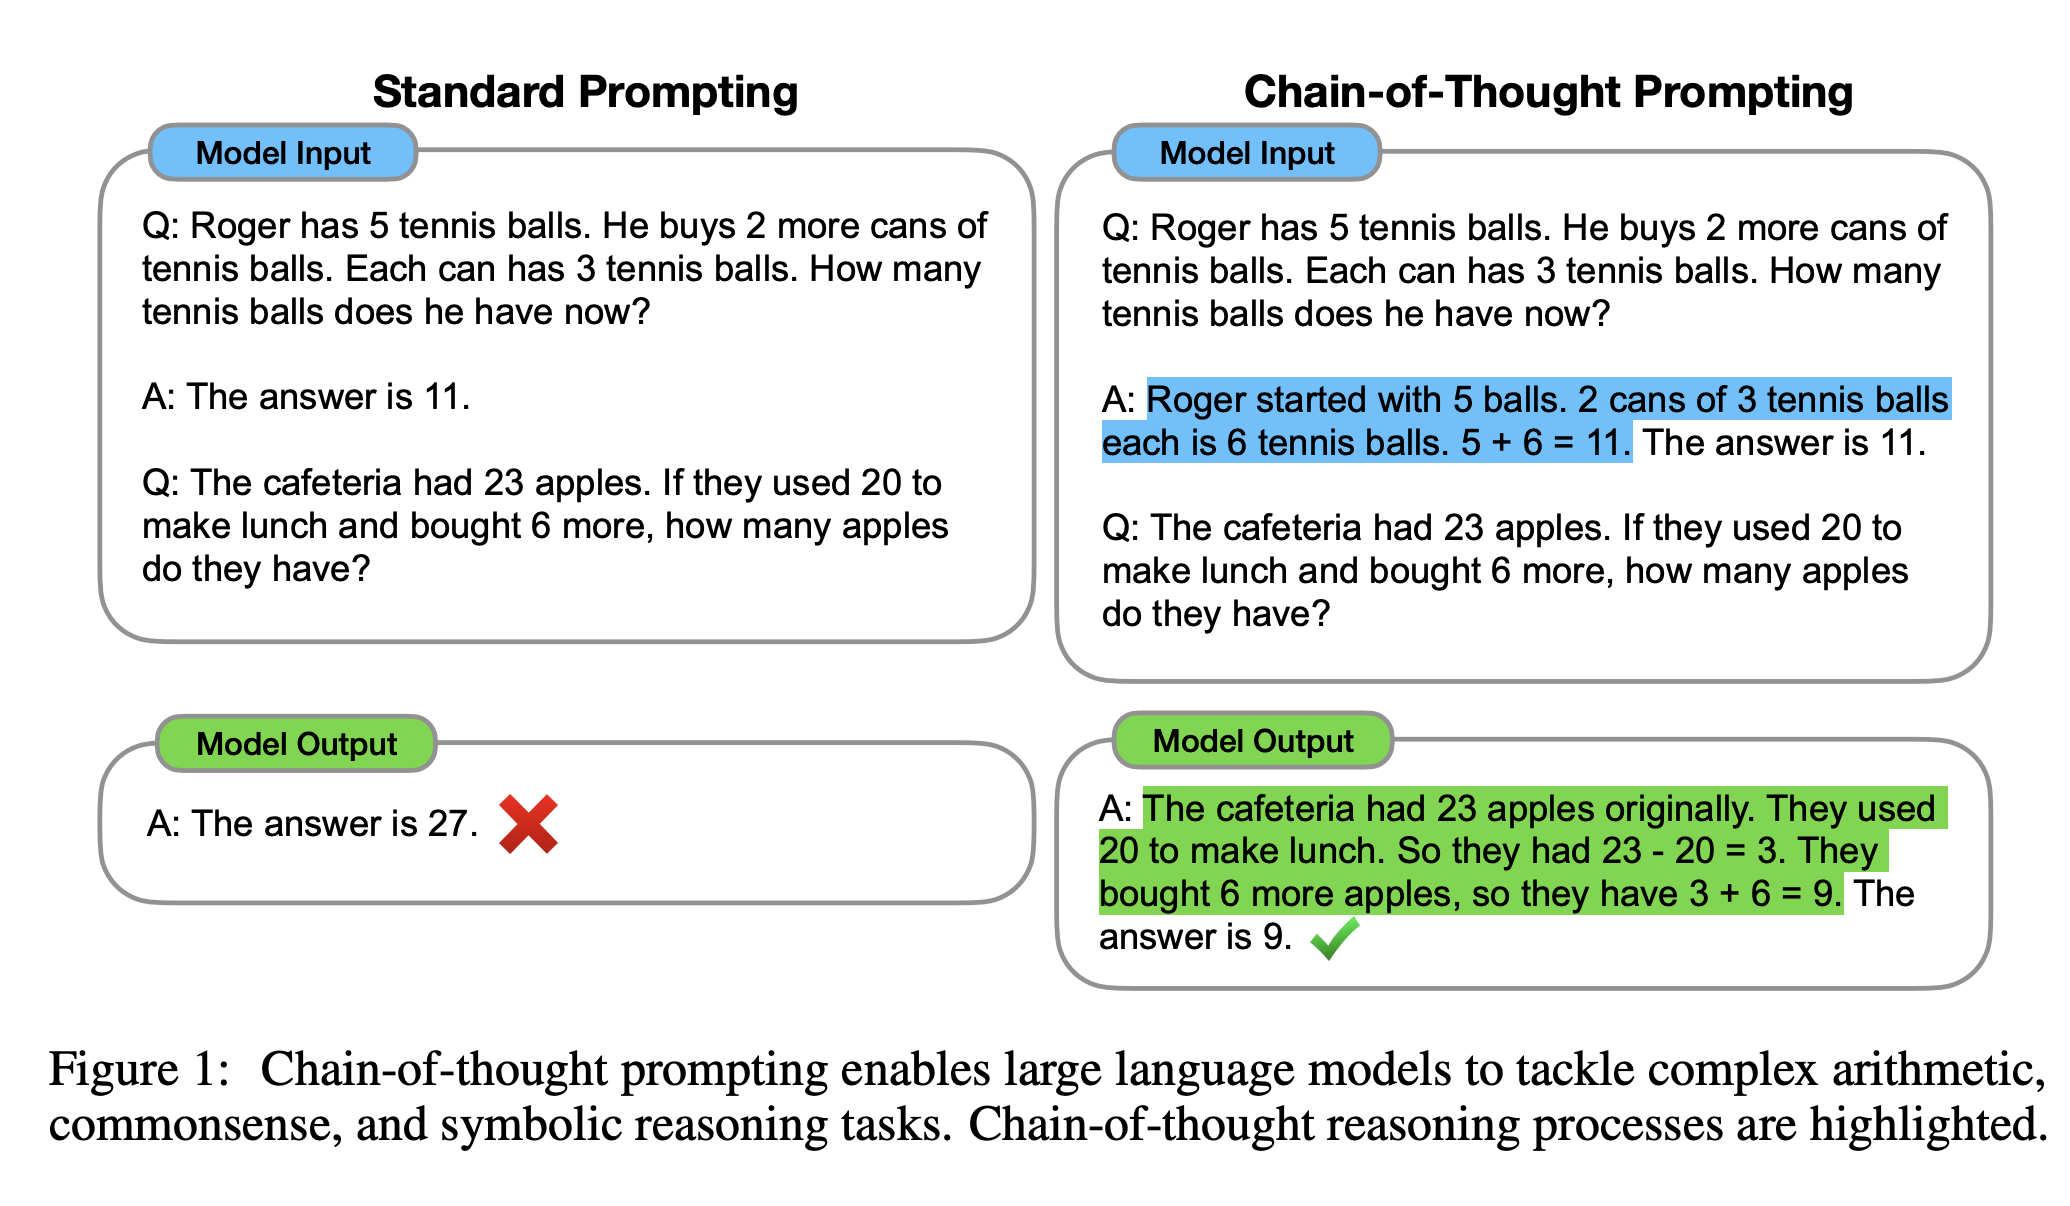 Standard Prompting
Model Input
Q: Roger has 5 tennis balls. He buys 2 more cans of
tennis balls. Each can has 3 tennis balls. How many
tennis balls does he have now?
A: The answer is 11.
Q: The cafeteria had 23 apples. If they used 20 to
make lunch and bought 6 more, how many apples
do they have?
Model Output
A: The answer is 27.
Chain-of-Thought Prompting
Model Input
Q: Roger has 5 tennis balls. He buys 2 more cans of
tennis balls. Each can has 3 tennis balls. How many
tennis balls does he have now?
A: Roger started with 5 balls. 2 cans of 3 tennis balls
each is 6 tennis balls. 5 + 6 = 11. The answer is 11.
Q: The cafeteria had 23 apples. If they used 20 to
make lunch and bought 6 more, how many apples
do they have?
Model Output
A: The cafeteria had 23 apples originally. They used
20 to make lunch. So they had 23 - 20 = 3. They
bought 6 more apples, so they have 3 + 6 = 9. The
answer is 9.
Figure 1: Chain-of-thought prompting enables large language models to tackle complex arithmetic,
commonsense, and symbolic reasoning tasks. Chain-of-thought reasoning processes are highlighted.